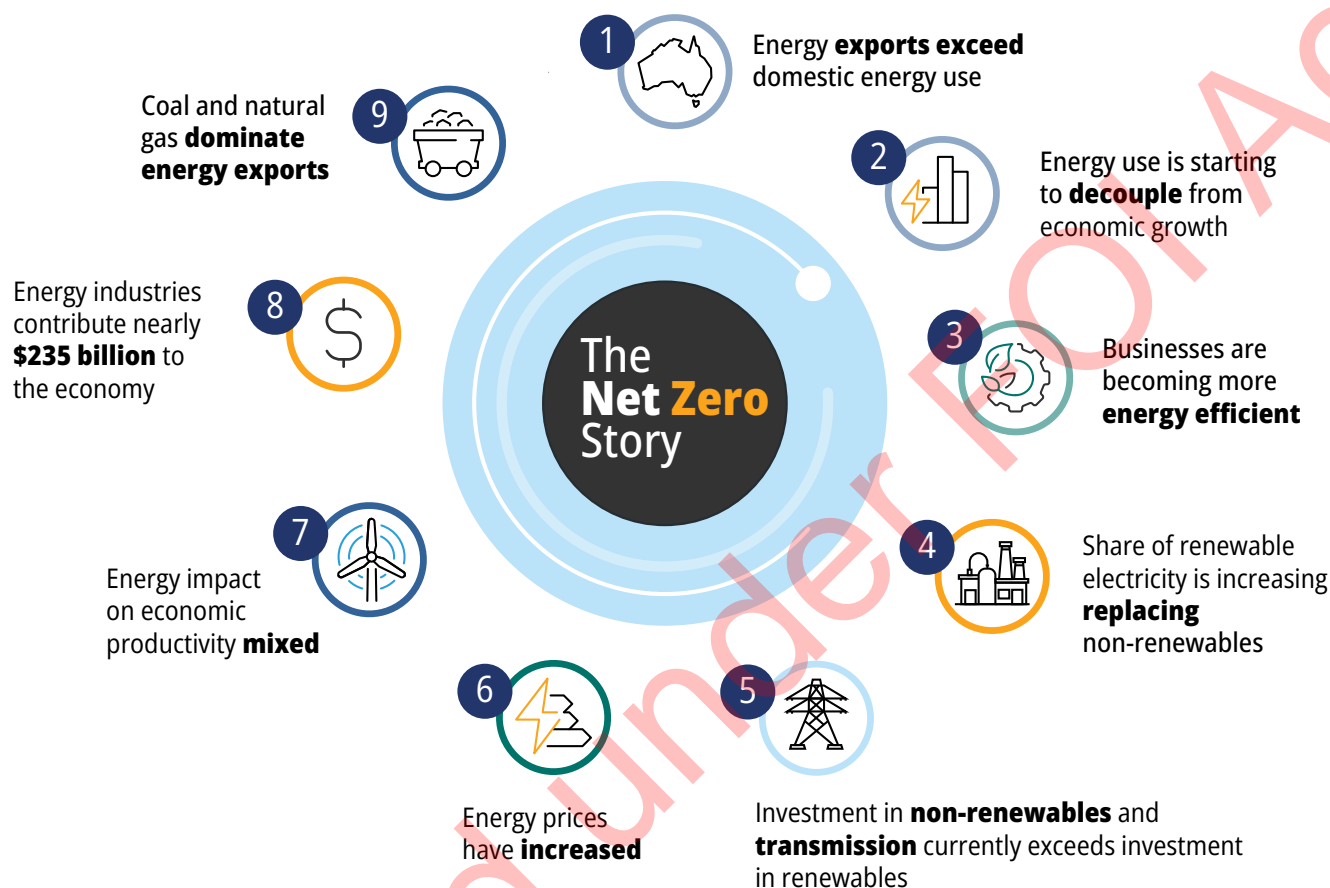 The
Net Zero
Story
1
Energy exports exceed
domestic energy use
2
Energy use is starting
to decouple from
economic growth
3
Businesses are
becoming more
energy efficient
4
Share of renewable
electricity is increasing
replacing
non-renewables
5
Investment in non-renewables and
transmission currently exceeds investment
in renewables
6
Energy prices
have increased
7
Energy impact
on economic
productivity mixed
8
Energy industries
contribute nearly
$235 billion to
the economy
$
9
Coal and natural
gas dominate
energy exports
under FOI